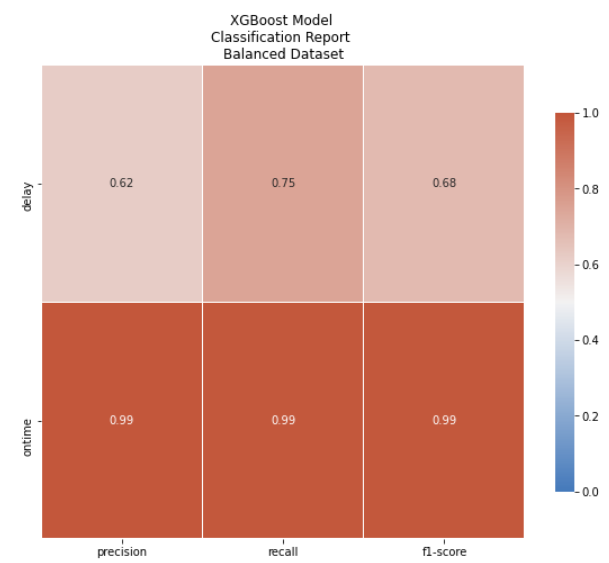 XGBoost Model
Classification Report
Balanced Dataset
delay
0.62 0.75 0.68
ontime
0.99 0.99 0.99
precision recall f1-score
1.0
0.8
0.6
0.4
0.2
0.0